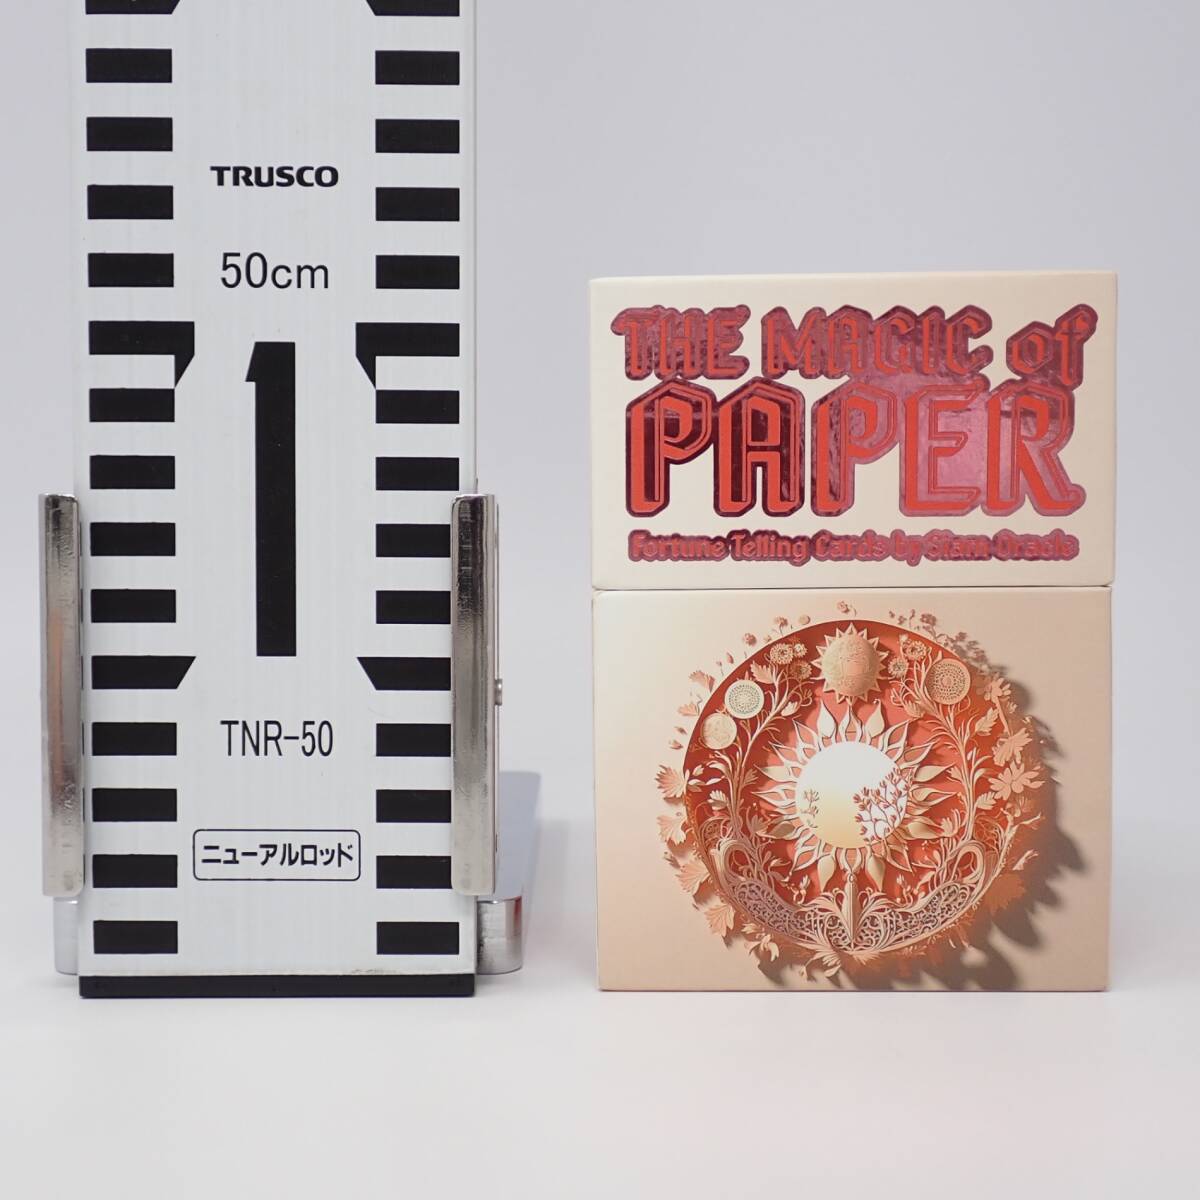 TRUSCO
50cm
1
TNR-50
ニューアルロッド
THE MAGIC of
PAPER
Fortune Telling Cards by Siam Oracle